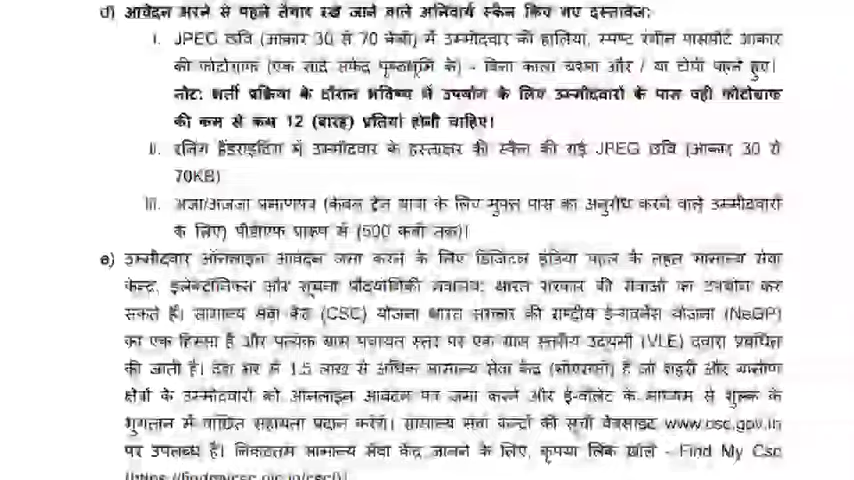 d) आवेदन भरने से पहले तैयार रखे जाने वाले अनिवार्य स्कैन किए गए दस्तावेज:
i. JPEG छवि (आकार 30 से 70 केबी) में उम्मीदवार की हालिया, स्पष्ट रंगीन पासपोर्ट आकार
की फोटोग्राफ (एक सादे सफेद पृष्ठभूमि के) - बिना काला चश्मा और / या टोपी पहने हुए।
नोट: भर्ती प्रक्रिया के दौरान भविष्य में उपयोग के लिए उम्मीदवारों के पास वही फोटोग्राफ
की कम से कम 12 (बारह) प्रतियां होनी चाहिए।
ii. रनिंग हैंडराइटिंग में उम्मीदवार के हस्ताक्षर की स्कैन की गई JPEG छवि (आकार 30 से
70KB)
iii. अजा/अजजा प्रमाणपत्र (केवल ट्रेन यात्रा के लिए मुफ्त पास का अनुरोध करने वाले उम्मीदवारों
के लिए) पीडीएफ प्रारूप में (500 केबी तक)।
e) उम्मीदवार ऑनलाइन आवेदन जमा करने के लिए डिजिटल इंडिया पहल के तहत सामान्य सेवा
केन्द्र, इलेक्ट्रॉनिक्स और सूचना प्रौद्योगिकी मंत्रालय, भारत सरकार की सेवाओं का उपयोग कर
सकते हैं। सामान्य सेवा केंद्र (CSC) योजना भारत सरकार की राष्ट्रीय ई-गवर्नेंस योजना (NeGP)
का एक हिस्सा है और प्रत्येक ग्राम पंचायत स्तर पर एक ग्राम स्तरीय उद्यमी (VLE) द्वारा प्रबंधित
की जाती है। देश भर में 1.5 लाख से अधिक सामान्य सेवा केंद्र (सीएससी) हैं जो शहरी और ग्रामीण
क्षेत्रों के उम्मीदवारों को ऑनलाइन आवेदन पत्र जमा करने और ई-वॉलेट के माध्यम से शुल्क के
भुगतान में वांछित सहायता प्रदान करेंगे। सामान्य सेवा केन्द्रों की सूची वेबसाइट www.csc.gov.in
पर उपलब्ध है। निकटतम सामान्य सेवा केंद्र जानने के लिए, कृपया लिंक खोलें - Find My Csc
(https://findmycsc.nic.in/csc/)।